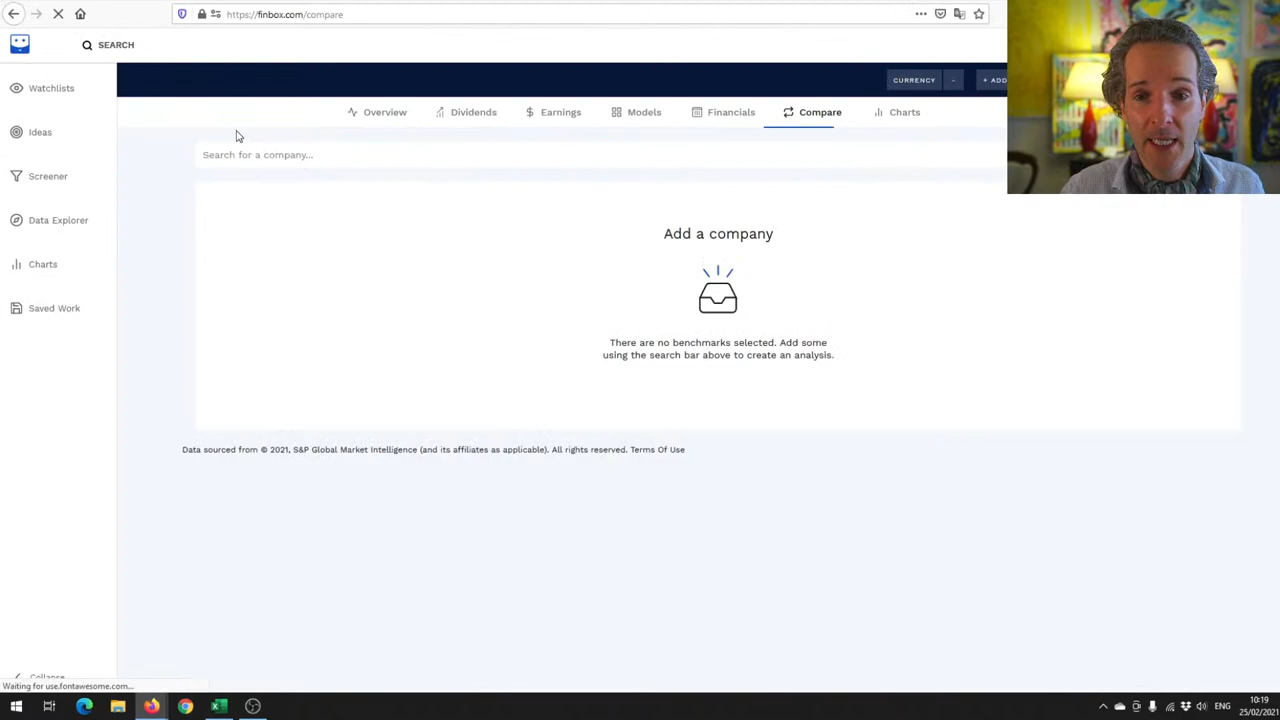 https://finbox.com/compare
SEARCH
Watchlists
Ideas
Screener
Data Explorer
Charts
Saved Work
Collapse
CURRENCY
-
+ ADD
Overview
Dividends
Earnings
Models
Financials
Compare
Charts
Search for a company...
Add a company
There are no benchmarks selected. Add some
using the search bar above to create an analysis.
Data sourced from © 2021, S&P Global Market Intelligence (and its affiliates as applicable). All rights reserved. Terms Of Use
Waiting for use.fontawesome.com...
ENG
10:19
25/02/2021